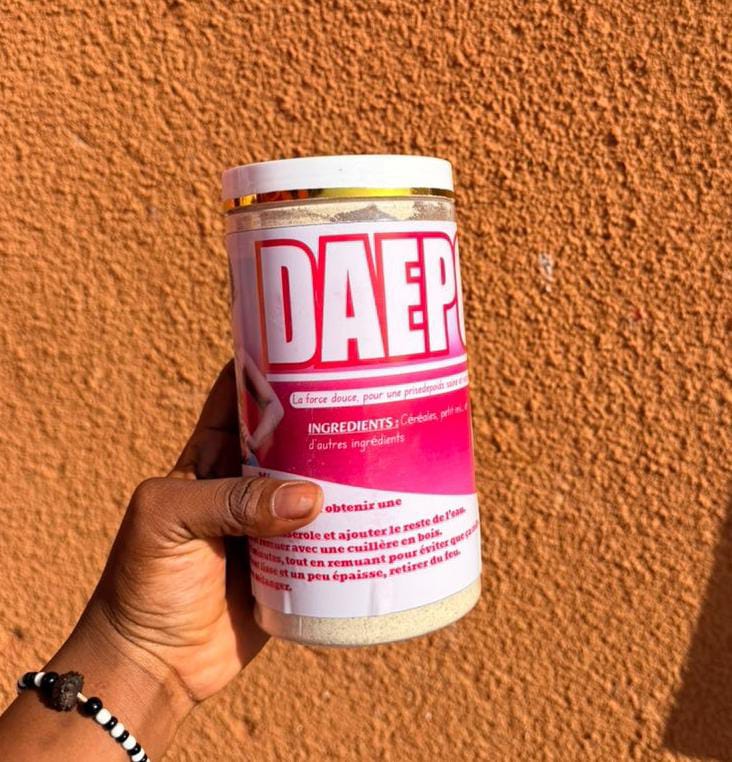 DAEP
La force douce, pour une prisedepoids saine et
INGREDIENTS : Céréales, petit
d'autres ingrédients
obtenir une
et ajouter le reste de l'eau.
avec une cuillère en bois.
tout en remuant pour éviter que
lisse et un peu épaisse, retirer du feu.